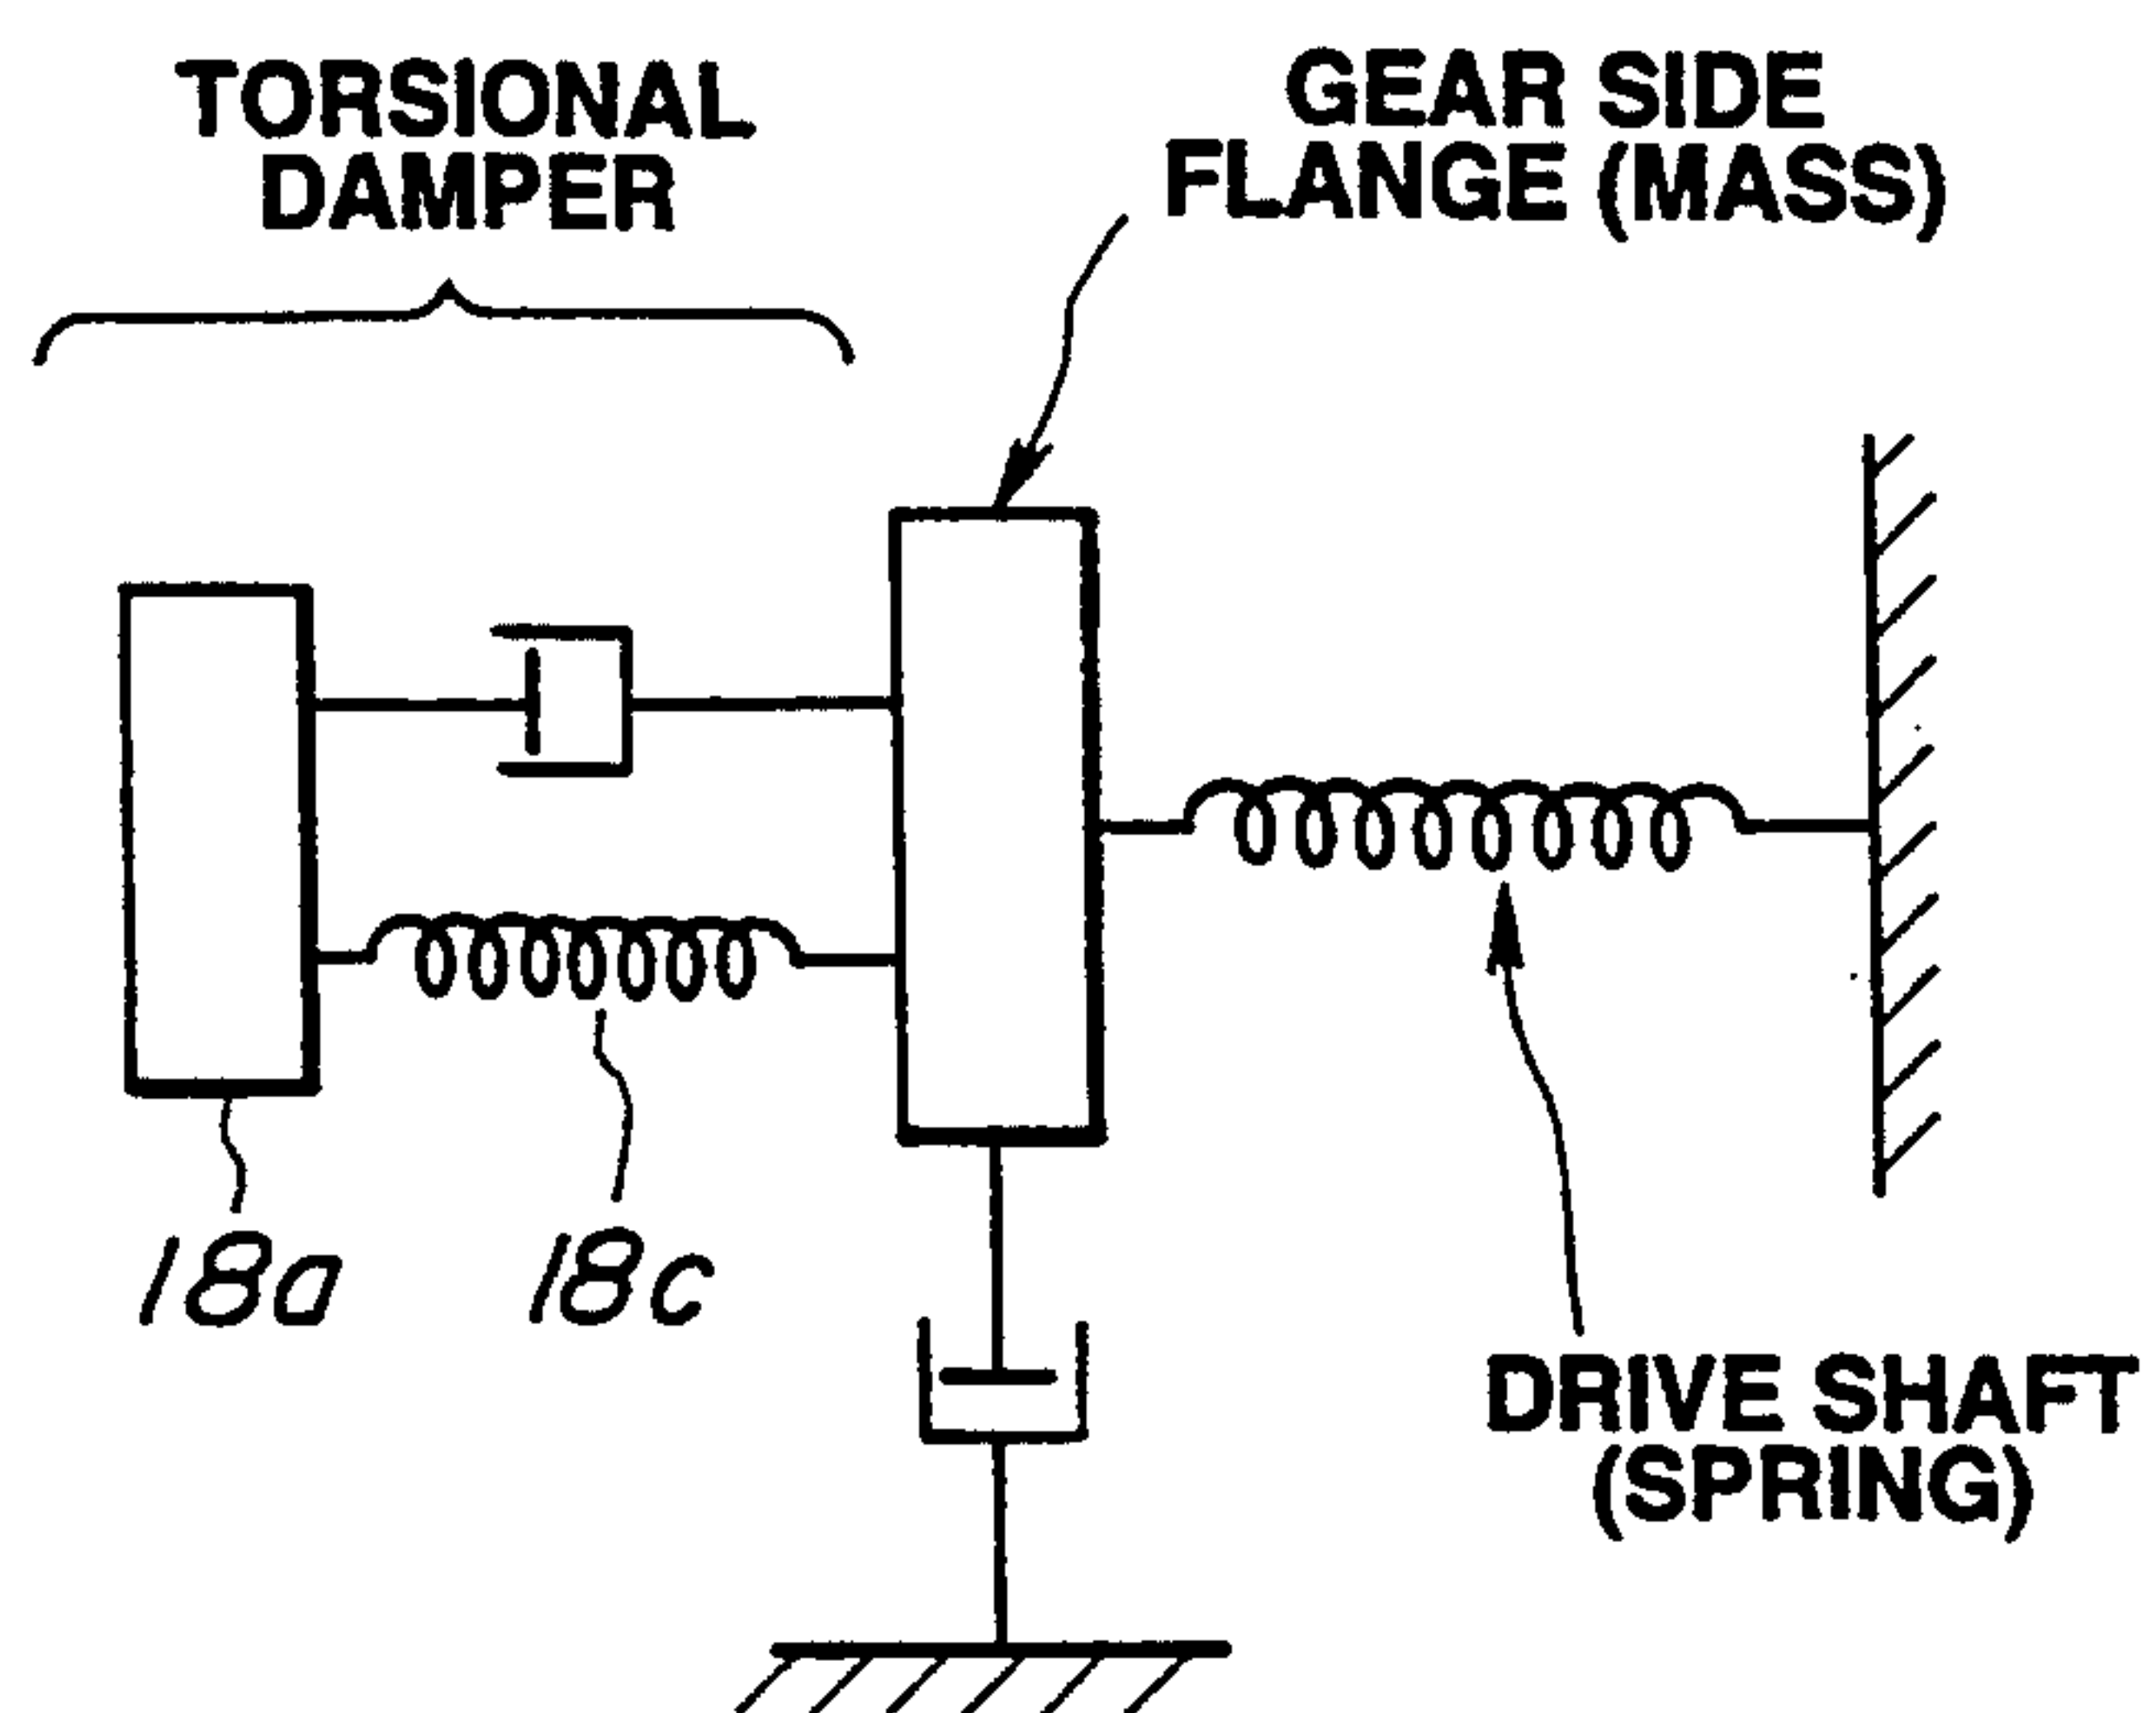 TORSIONAL
DAMPER
GEAR SIDE
FLANGE (MASS)
18a
18c
DRIVE SHAFT
(SPRING)